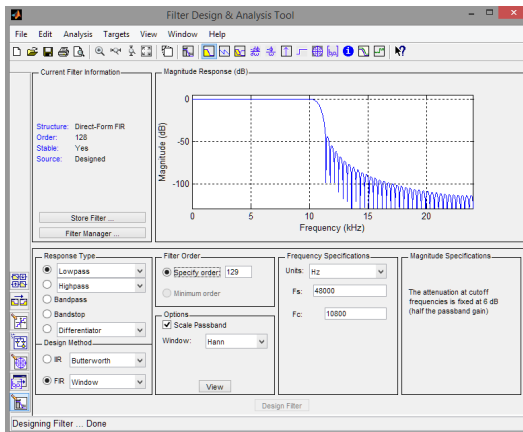 Filter Design & Analysis Tool
File Edit Analysis Targets View Window Help
Current Filter Information
Structure: Direct-Form FIR
Order: 128
Stable: Yes
Source: Designed
Store Filter ...
Filter Manager ...
Magnitude Response (dB)
Magnitude (dB)
0
-50
-100
0 5 10 15 20
Frequency (kHz)
Response Type
Lowpass
Highpass
Bandpass
Bandstop
Differentiator
Design Method
IIR Butterworth
FIR Window
Filter Order
Specify order: 129
Minimum order
Options
Scale Passband
Window: Hann
View
Frequency Specifications
Units: Hz
Fs: 48000
Fc: 10800
Magnitude Specifications
The attenuation at cutoff
frequencies is fixed at 6 dB
(half the passband gain)
Design Filter
Designing Filter ... Done